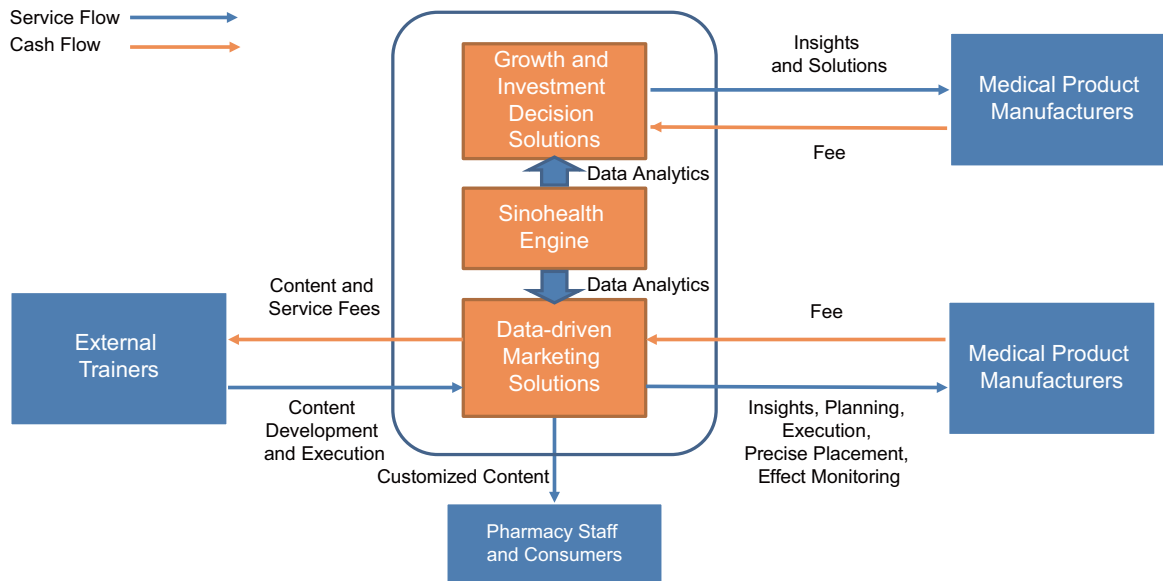 Service Flow
Cash Flow
Growth and
Investment
Decision
Solutions
Insights
and Solutions
Medical Product
Manufacturers
Fee
Data Analytics
Sinohealth
Engine
Data Analytics
Content and
Service Fees
External
Trainers
Data-driven
Marketing
Solutions
Fee
Medical Product
Manufacturers
Content
Development
and Execution
Insights, Planning,
Execution,
Precise Placement,
Effect Monitoring
Customized Content
Pharmacy Staff
and Consumers